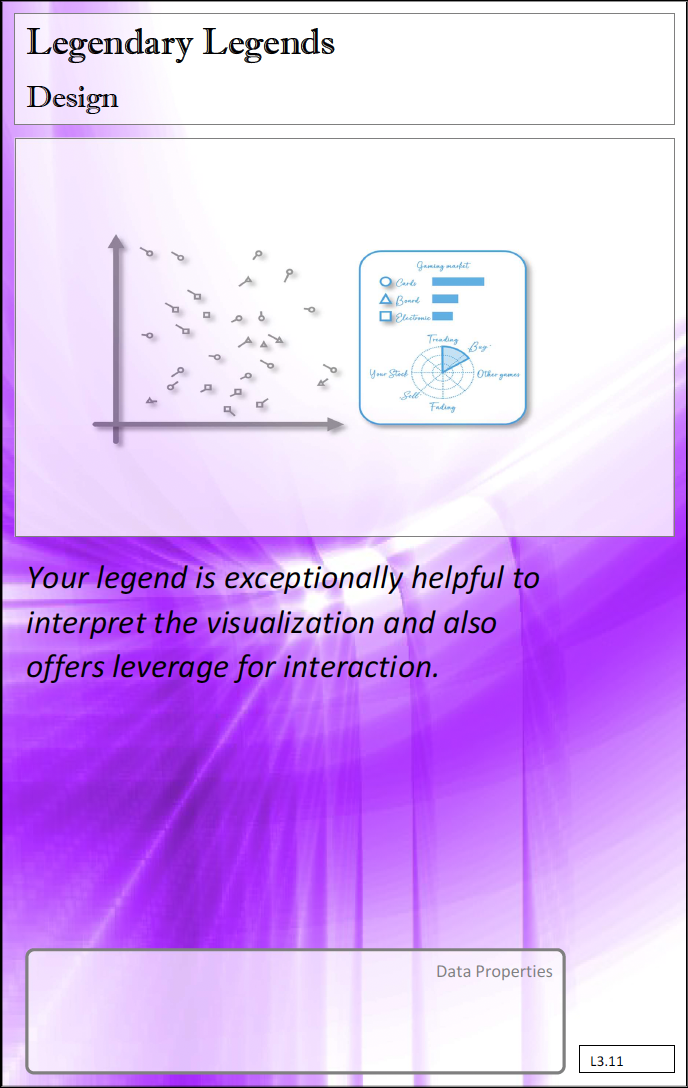 Legendary Legends
Design
Gaming market
Cards
Board
Electronic
Trending
Buy
Your Stock
Other games
Sell
Fading
Your legend is exceptionally helpful to
interpret the visualization and also
offers leverage for interaction.
Data Properties
L3.11